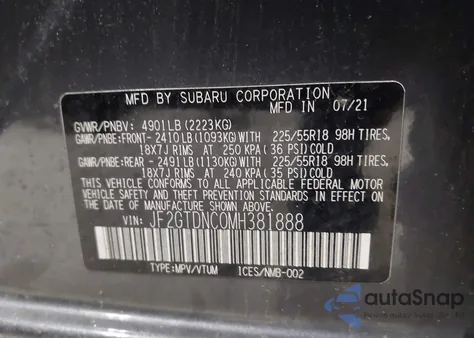 MFD BY SUBARU CORPORATION
MFD IN 07/21
GVWR/PNBV: 4901LB(2223KG)
GAWR/PNBE:FRONT-2410LB(1093KG)WITH 225/55R18 98H TIRES,
18X7J RIMS AT 250 KPA(36 PSI)COLD
GAWR/PNBE:REAR -2491LB(1130KG)WITH 225/55R18 98H TIRES,
18X7J RIMS AT 240 KPA(35 PSI)COLD
THIS VEHICLE CONFORMS TO ALL APPLICABLE FEDERAL MOTOR
VEHICLE SAFETY AND THEFT PREVENTION STANDARDS IN
EFFECT ON THE DATE OF MANUFACTURE SHOWN ABOVE.
VIN: JF2GTDNC0MH381888
TYPE:MPV/VTUM ICES/NMB-002
autoSnap